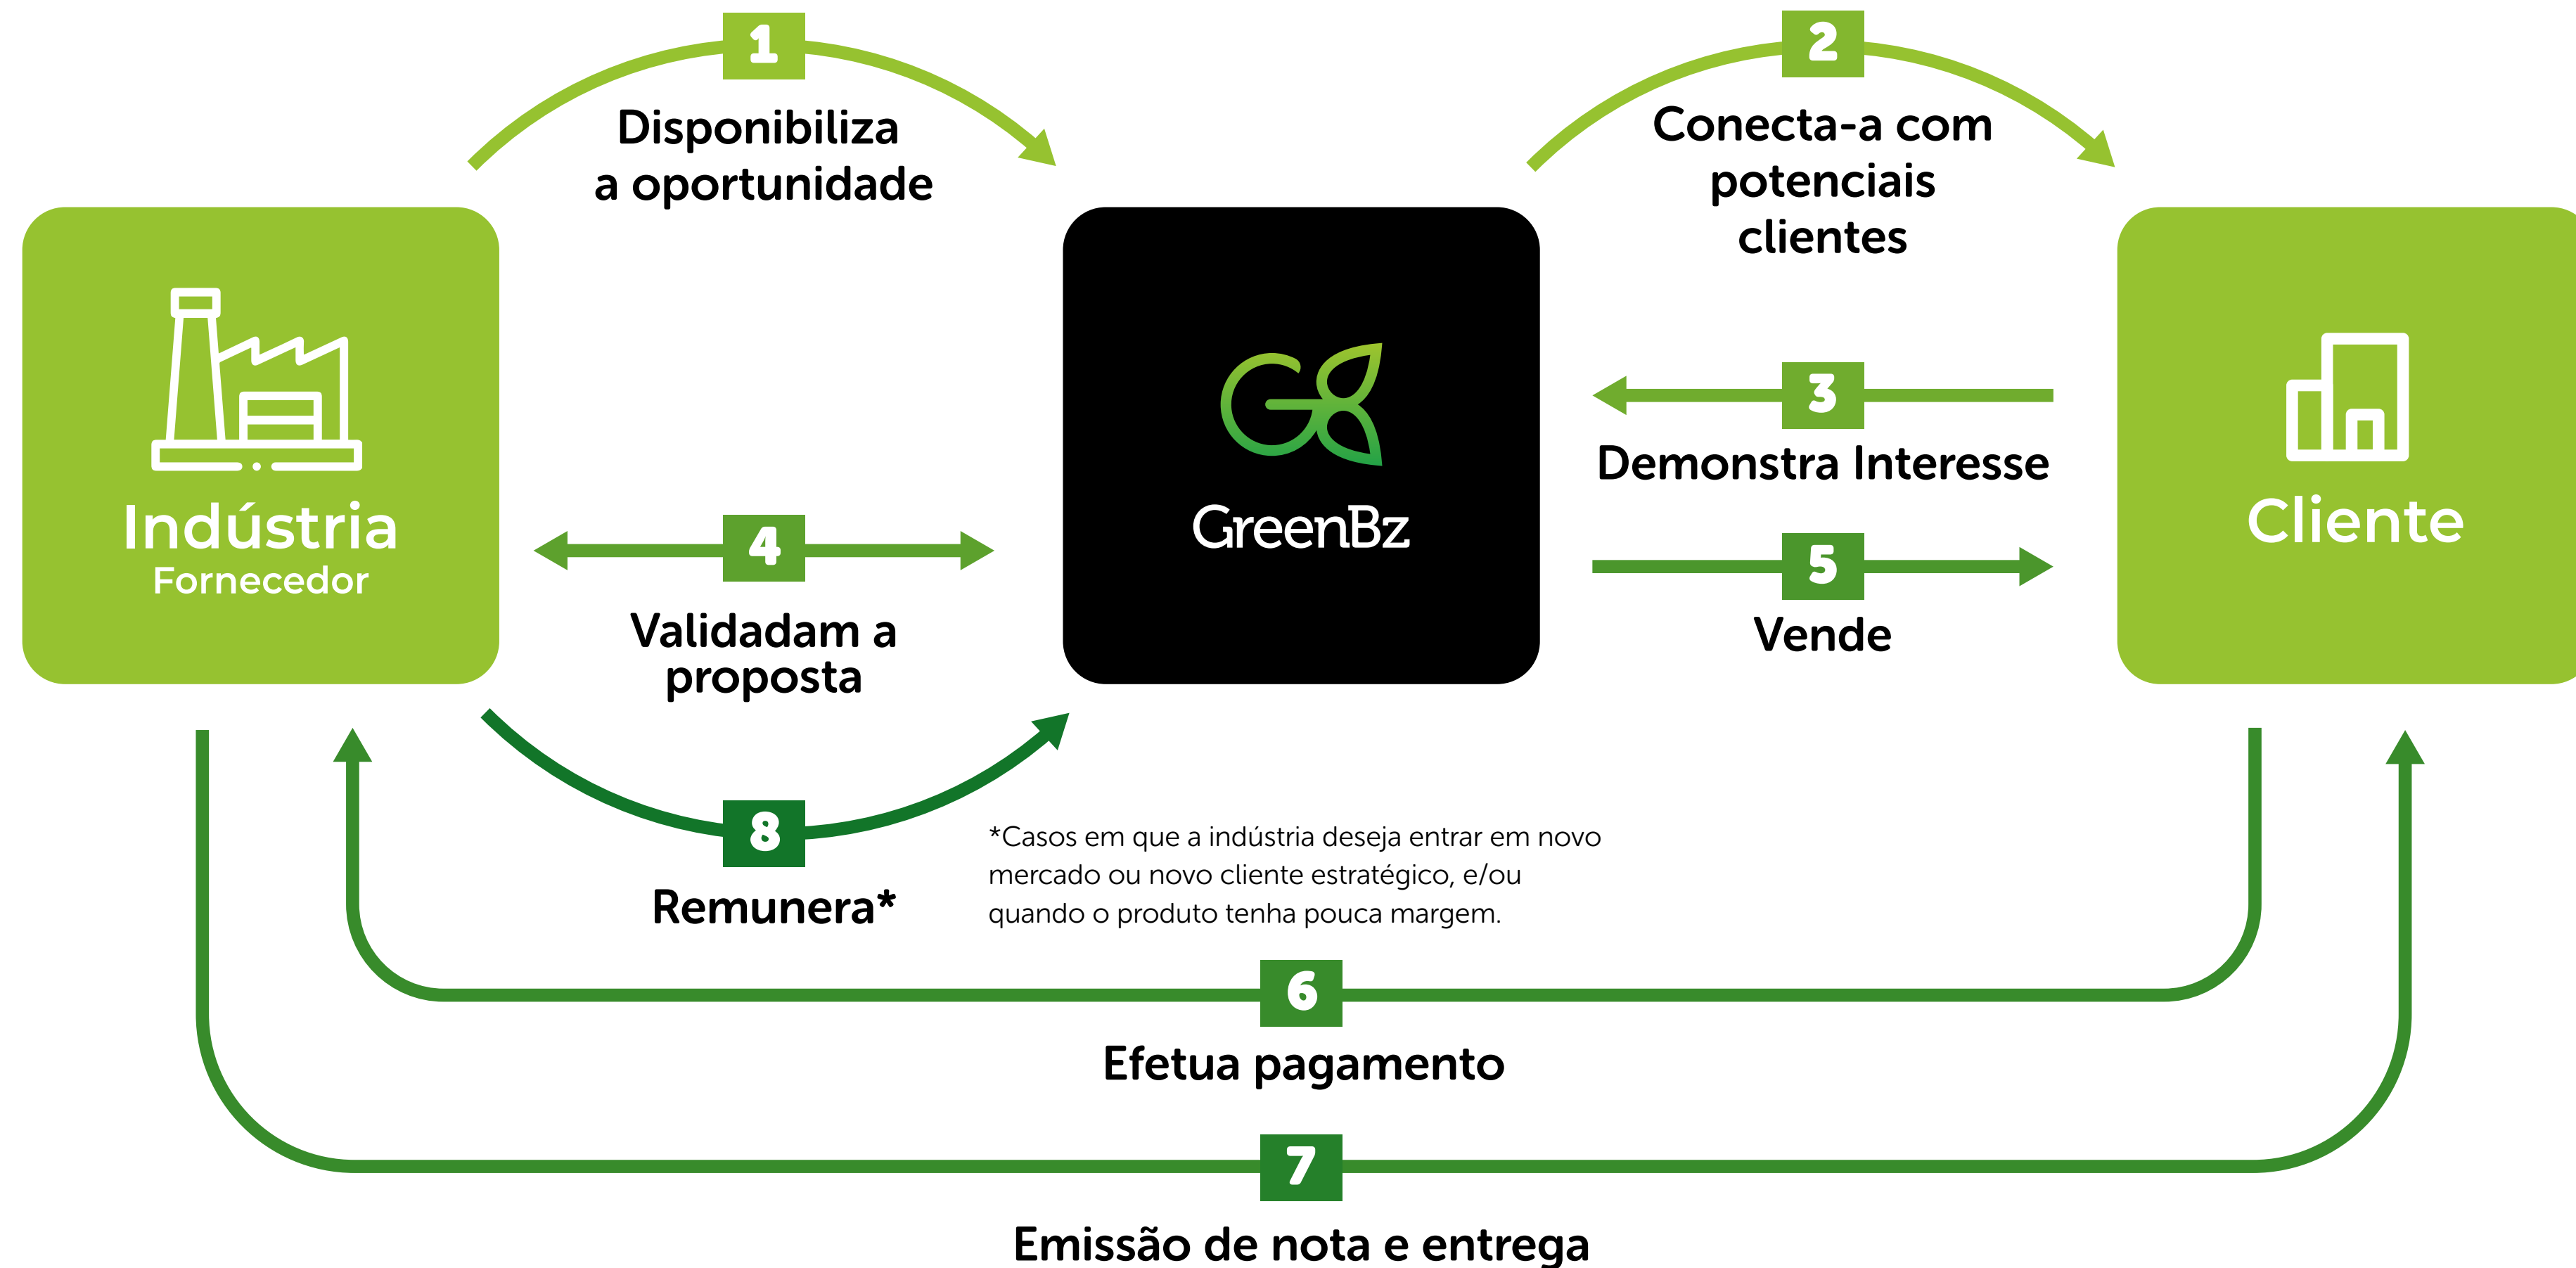 1
Disponibiliza
a oportunidade
2
Conecta-a com
potenciais
clientes
Indústria
Fornecedor
GreenBz
Cliente
3
Demonstra Interesse
4
Validadam a
proposta
5
Vende
8
Remunera*
*Casos em que a indústria deseja entrar em novo
mercado ou novo cliente estratégico, e/ou
quando o produto tenha pouca margem.
6
Efetua pagamento
7
Emissão de nota e entrega